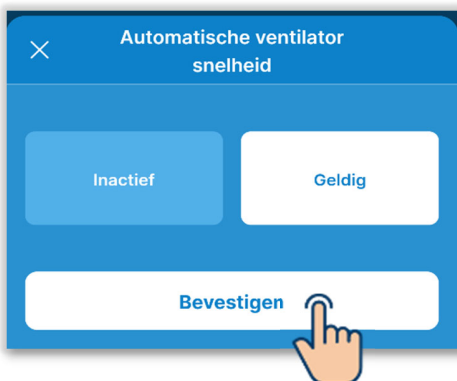 Automatische ventilator
snelheid
Inactief
Geldig
Bevestigen